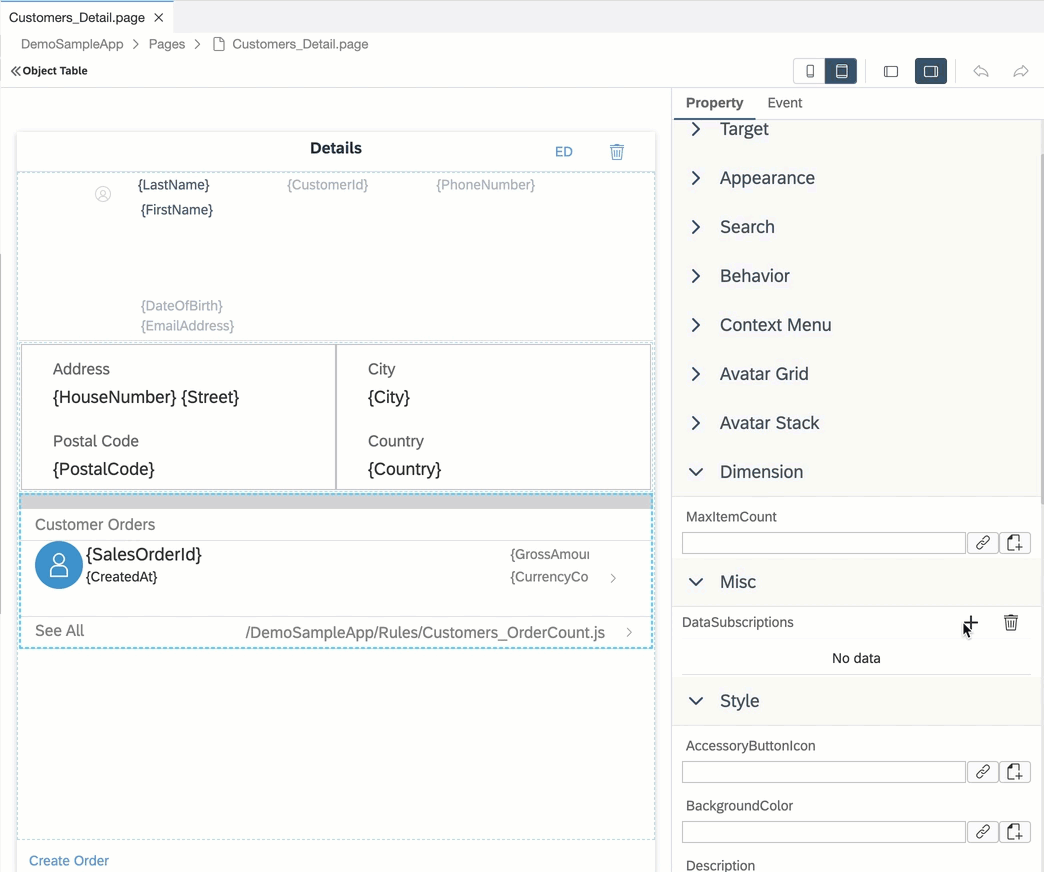 Customers_Detail.page
DemoSampleApp > Pages > Customers_Detail.page
Object Table
Property Event
Details
ED
{LastName}
{CustomerId}
{PhoneNumber}
{FirstName}
{DateOfBirth}
{EmailAddress}
Address
{HouseNumber} {Street}
City
{City}
Postal Code
{PostalCode}
Country
{Country}
Customer Orders
{SalesOrderId}
{CreatedAt}
{GrossAmour
{CurrencyCo
See All
/DemoSampleApp/Rules/Customers_OrderCount.js
Create Order
Target
Appearance
Search
Behavior
Context Menu
Avatar Grid
Avatar Stack
Dimension
MaxItemCount
Misc
DataSubscriptions
No data
Style
AccessoryButtonIcon
BackgroundColor
Description